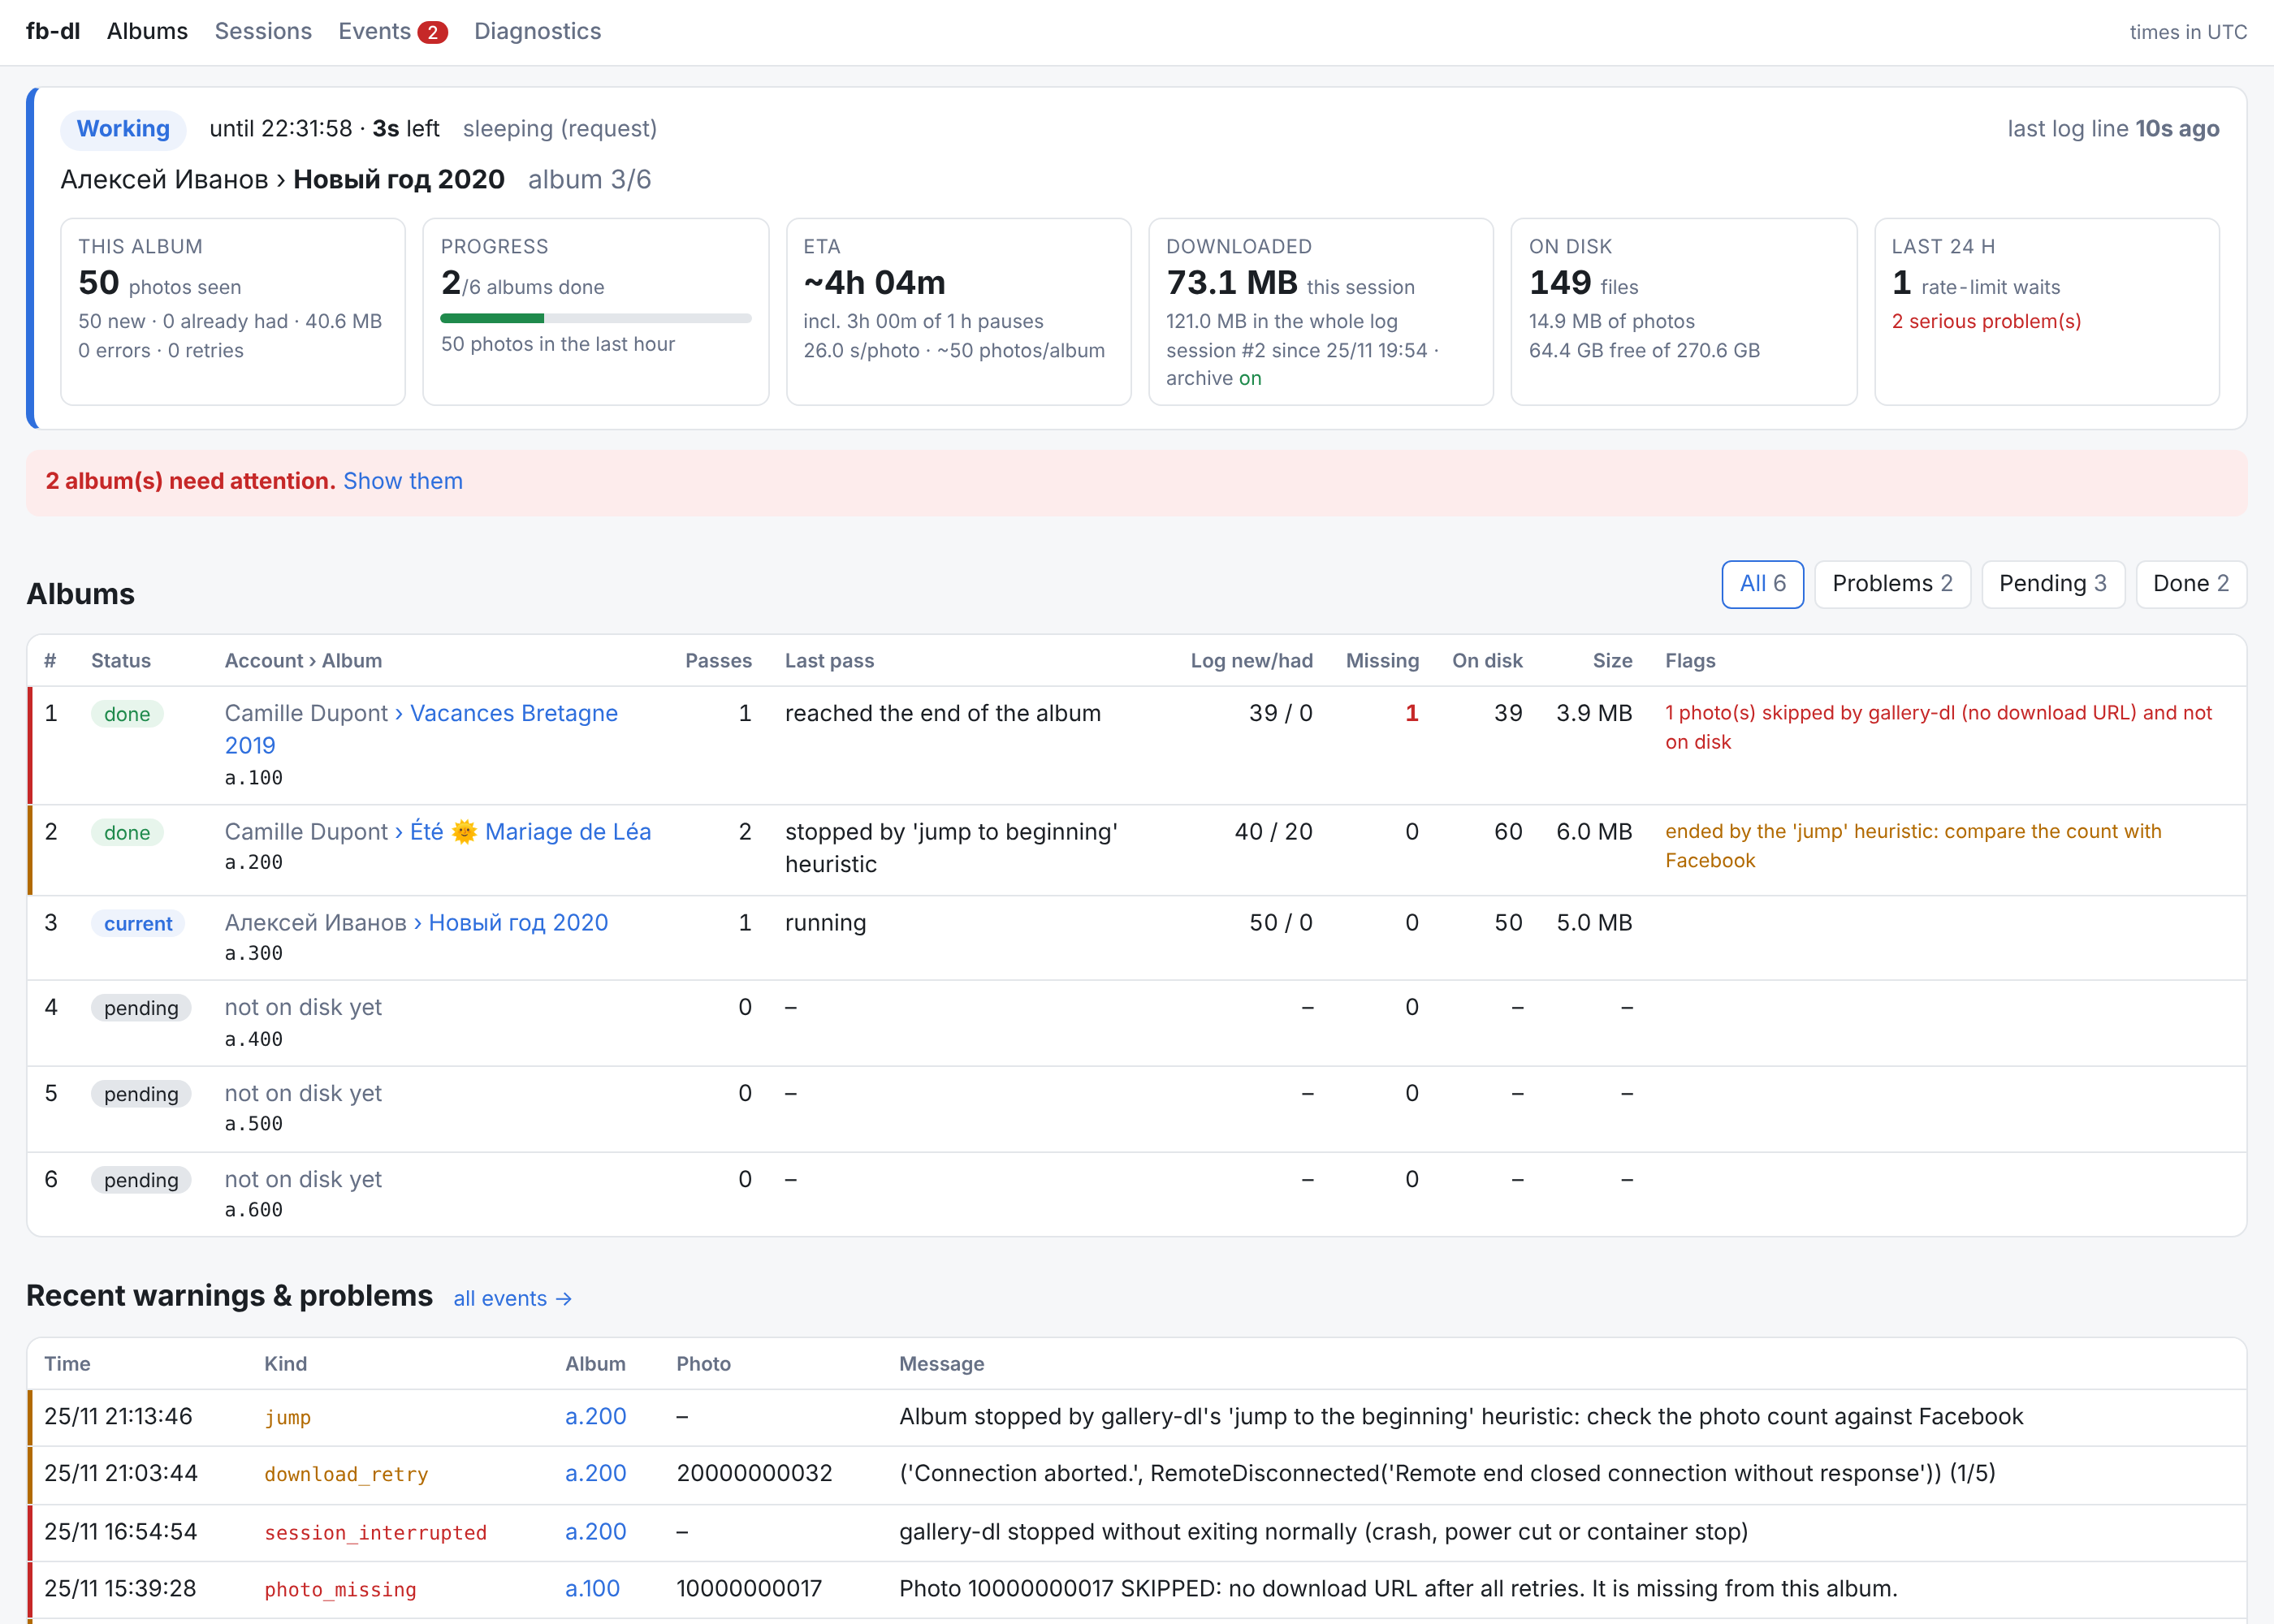 fb-dl Albums Sessions Events 2 Diagnostics times in UTC
Working until 22:31:58 · 3s left sleeping (request) last log line 10s ago
Алексей Иванов › Новый год 2020 album 3/6
THIS ALBUM
50 photos seen
50 new · 0 already had · 40.6 MB
0 errors · 0 retries
PROGRESS
2/6 albums done
50 photos in the last hour
ETA
~4h 04m
incl. 3h 00m of 1 h pauses
26.0 s/photo · ~50 photos/album
DOWNLOADED
73.1 MB this session
121.0 MB in the whole log
session #2 since 25/11 19:54 ·
archive on
ON DISK
149 files
14.9 MB of photos
64.4 GB free of 270.6 GB
LAST 24 H
1 rate-limit waits
2 serious problem(s)
2 album(s) need attention. Show them
Albums All 6 Problems 2 Pending 3 Done 2
# Status Account › Album Passes Last pass Log new/had Missing On disk Size Flags
1 done Camille Dupont › Vacances Bretagne 1 reached the end of the album 39 / 0 1 39 3.9 MB 1 photo(s) skipped by gallery-dl (no download URL) and not
2019 on disk
a.100
2 done Camille Dupont › Été 🌞 Mariage de Léa 2 stopped by 'jump to beginning' 40 / 20 0 60 6.0 MB ended by the 'jump' heuristic: compare the count with
a.200 heuristic Facebook
3 current Алексей Иванов › Новый год 2020 1 running 50 / 0 0 50 5.0 MB
a.300
4 pending not on disk yet 0 – – 0 – –
a.400
5 pending not on disk yet 0 – – 0 – –
a.500
6 pending not on disk yet 0 – – 0 – –
a.600
Recent warnings & problems all events →
Time Kind Album Photo Message
25/11 21:13:46 jump a.200 – Album stopped by gallery-dl's 'jump to the beginning' heuristic: check the photo count against Facebook
25/11 21:03:44 download_retry a.200 20000000032 ('Connection aborted.', RemoteDisconnected('Remote end closed connection without response')) (1/5)
25/11 16:54:54 session_interrupted a.200 – gallery-dl stopped without exiting normally (crash, power cut or container stop)
25/11 15:39:28 photo_missing a.100 10000000017 Photo 10000000017 SKIPPED: no download URL after all retries. It is missing from this album.